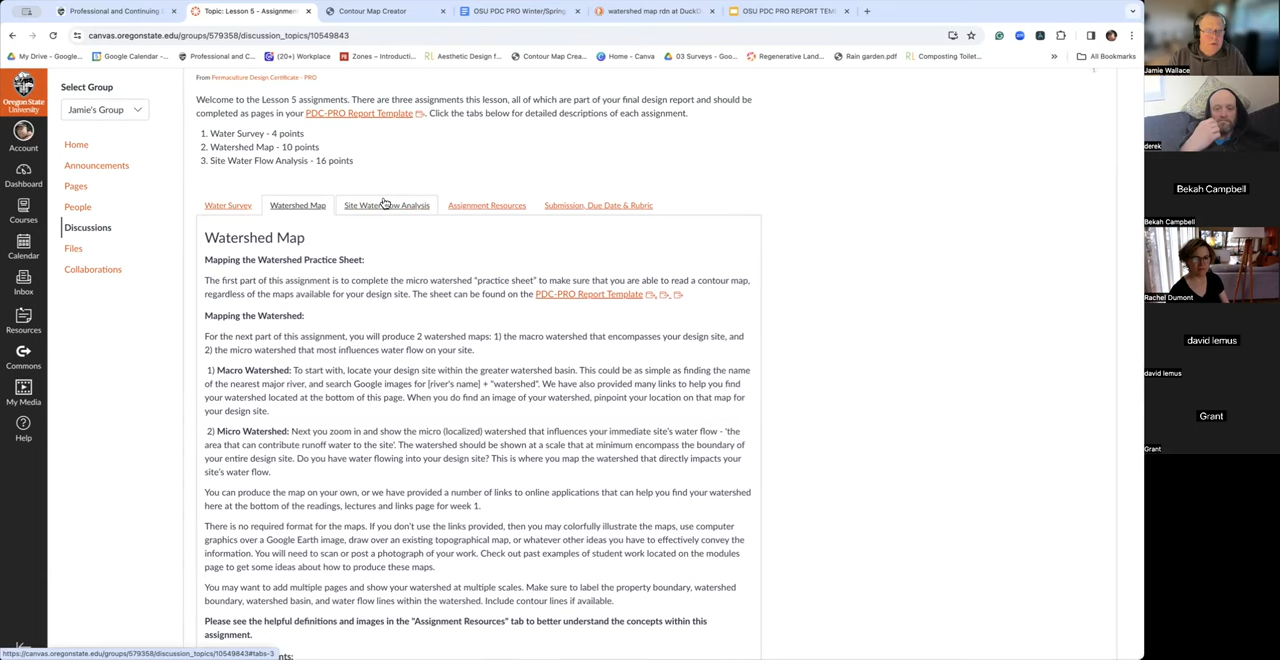 Professional and Continuing S
Topic: Lesson 5 - Assignmen
Contour Map Creator
OSU PDC PRO Winter/Spring
watershed map rdn at DuckD
OSU PDC PRO REPORT TEMP
canvas.oregonstate.edu/groups/579358/discussion_topics/10549843
My Drive - Google...
Google Calendar -...
Professional and C...
(20+) Workplace
Zones – Introducti...
Aesthetic Design f...
Contour Map Crea...
Home - Canva
03 Surveys - Goo...
Regenerative Land...
Rain garden.pdf
Composting Toilet...
All Bookmarks
Oregon State
University
Account
Dashboard
Courses
Calendar
Inbox
Resources
Commons
My Media
Help
Select Group
Jamie's Group
Home
Announcements
Pages
People
Discussions
Files
Collaborations
From Permaculture Design Certificate - PRO
1
Welcome to the Lesson 5 assignments. There are three assignments this lesson, all of which are part of your final design report and should be
completed as pages in your PDC-PRO Report Template. Click the tabs below for detailed descriptions of each assignment.
1. Water Survey - 4 points
2. Watershed Map - 10 points
3. Site Water Flow Analysis - 16 points
Water Survey
Watershed Map
Site Water Flow Analysis
Assignment Resources
Submission, Due Date & Rubric
Watershed Map
Mapping the Watershed Practice Sheet:
The first part of this assignment is to complete the micro watershed "practice sheet" to make sure that you are able to read a contour map,
regardless of the maps available for your design site. The sheet can be found on the PDC-PRO Report Template
Mapping the Watershed:
For the next part of this assignment, you will produce 2 watershed maps: 1) the macro watershed that encompasses your design site, and
2) the micro watershed that most influences water flow on your site.
1) Macro Watershed: To start with, locate your design site within the greater watershed basin. This could be as simple as finding the name
of the nearest major river, and search Google images for [river's name] + "watershed". We have also provided many links to help you find
your watershed located at the bottom of this page. When you do find an image of your watershed, pinpoint your location on that map for
your design site.
2) Micro Watershed: Next you zoom in and show the micro (localized) watershed that influences your immediate site's water flow - 'the
area that can contribute runoff water to the site'. The watershed should be shown at a scale that at minimum encompass the boundary of
your entire design site. Do you have water flowing into your design site? This is where you map the watershed that directly impacts your
site's water flow.
You can produce the map on your own, or we have provided a number of links to online applications that can help you find your watershed
here at the bottom of the readings, lectures and links page for week 1.
There is no required format for the maps. If you don't use the links provided, then you may colorfully illustrate the maps, use computer
graphics over a Google Earth image, draw over an existing topographical map, or whatever other ideas you have to effectively convey the
information. You will need to scan or post a photograph of your work. Check out past examples of student work located on the modules
page to get some ideas about how to produce these maps.
You may want to add multiple pages and show your watershed at multiple scales. Make sure to label the property boundary, watershed
boundary, watershed basin, and water flow lines within the watershed. Include contour lines if available.
Please see the helpful definitions and images in the "Assignment Resources" tab to better understand the concepts within this
assignment.
nts:
https://canvas.oregonstate.edu/groups/579358/discussion_topics/10549843#tabs-3
Jamie Wallace
derek
Bekah Campbell
Bekah Campbell
Rachel Dumont
david lemus
david lemus
Grant
Grant